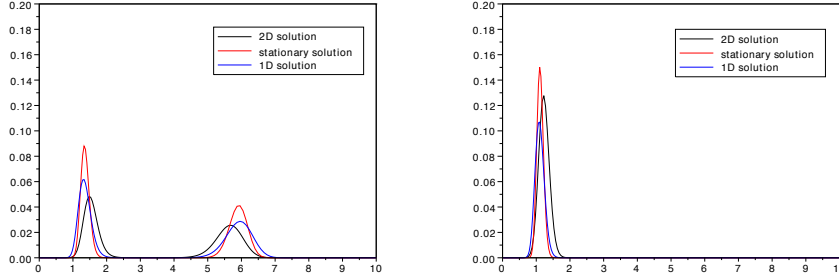 0.20
0.18
0.16
0.14
0.12
0.10
0.08
0.06
0.04
0.02
0.00
0 1 2 3 4 5 6 7 8 9 10
2D solution
stationary solution
1D solution
0.20
0.18
0.16
0.14
0.12
0.10
0.08
0.06
0.04
0.02
0.00
0 1 2 3 4 5 6 7 8 9
2D solution
stationary solution
1D solution